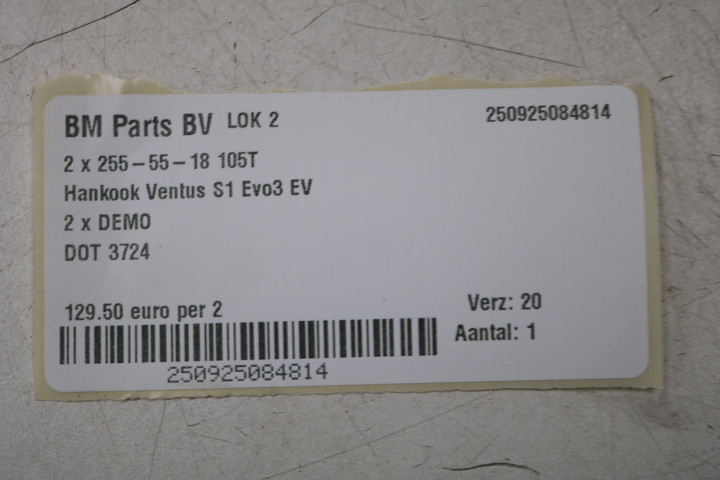 BM Parts BV LOK 2 250925084814
2 x 255-55-18 105T
Hankook Ventus S1 Evo3 EV
2 x DEMO
DOT 3724
129.50 euro per 2 Verz: 20
Aantal: 1
250925084814